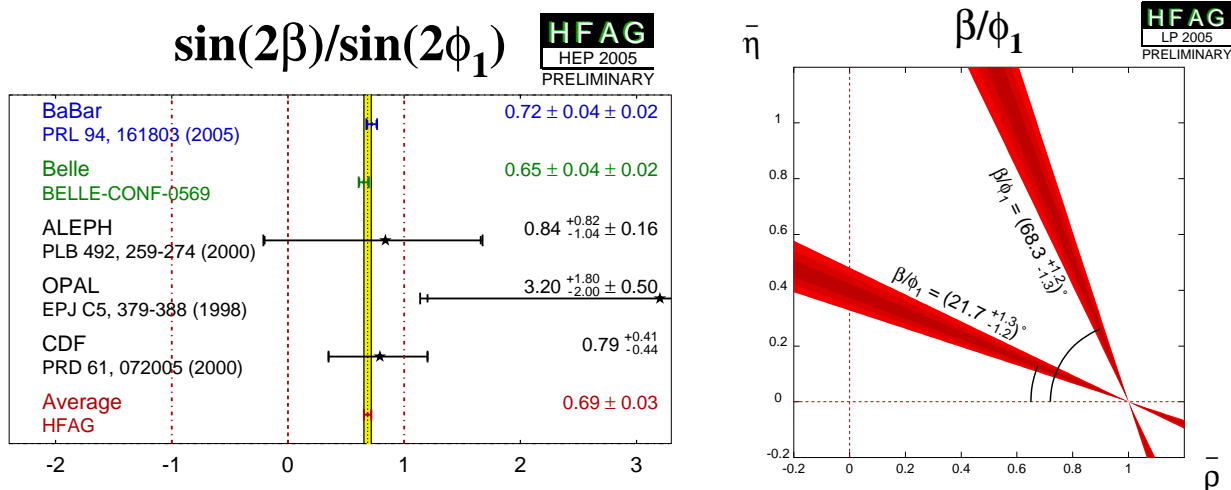 sin(2β)/sin(2ϕ₁)
HFAG
HEP 2005
PRELIMINARY
BaBar
PRL 94, 161803 (2005)
0.72 ± 0.04 ± 0.02
Belle
BELLE-CONF-0569
0.65 ± 0.04 ± 0.02
ALEPH
PLB 492, 259-274 (2000)
0.84 +0.82 -1.04 ± 0.16
OPAL
EPJ C5, 379-388 (1998)
3.20 +1.80 -2.00 ± 0.50
CDF
PRD 61, 072005 (2000)
0.79 +0.41 -0.44
Average
HFAG
0.69 ± 0.03
-2 -1 0 1 2 3
β/ϕ₁
HFAG
LP 2005
PRELIMINARY
η̄
1
0.8
0.6
0.4
0.2
0
-0.2
β/ϕ₁ = (68.3 +1.2 -1.3)°
β/ϕ₁ = (21.7 +1.3 -1.2)°
-0.2 0 0.2 0.4 0.6 0.8 1
ρ̄